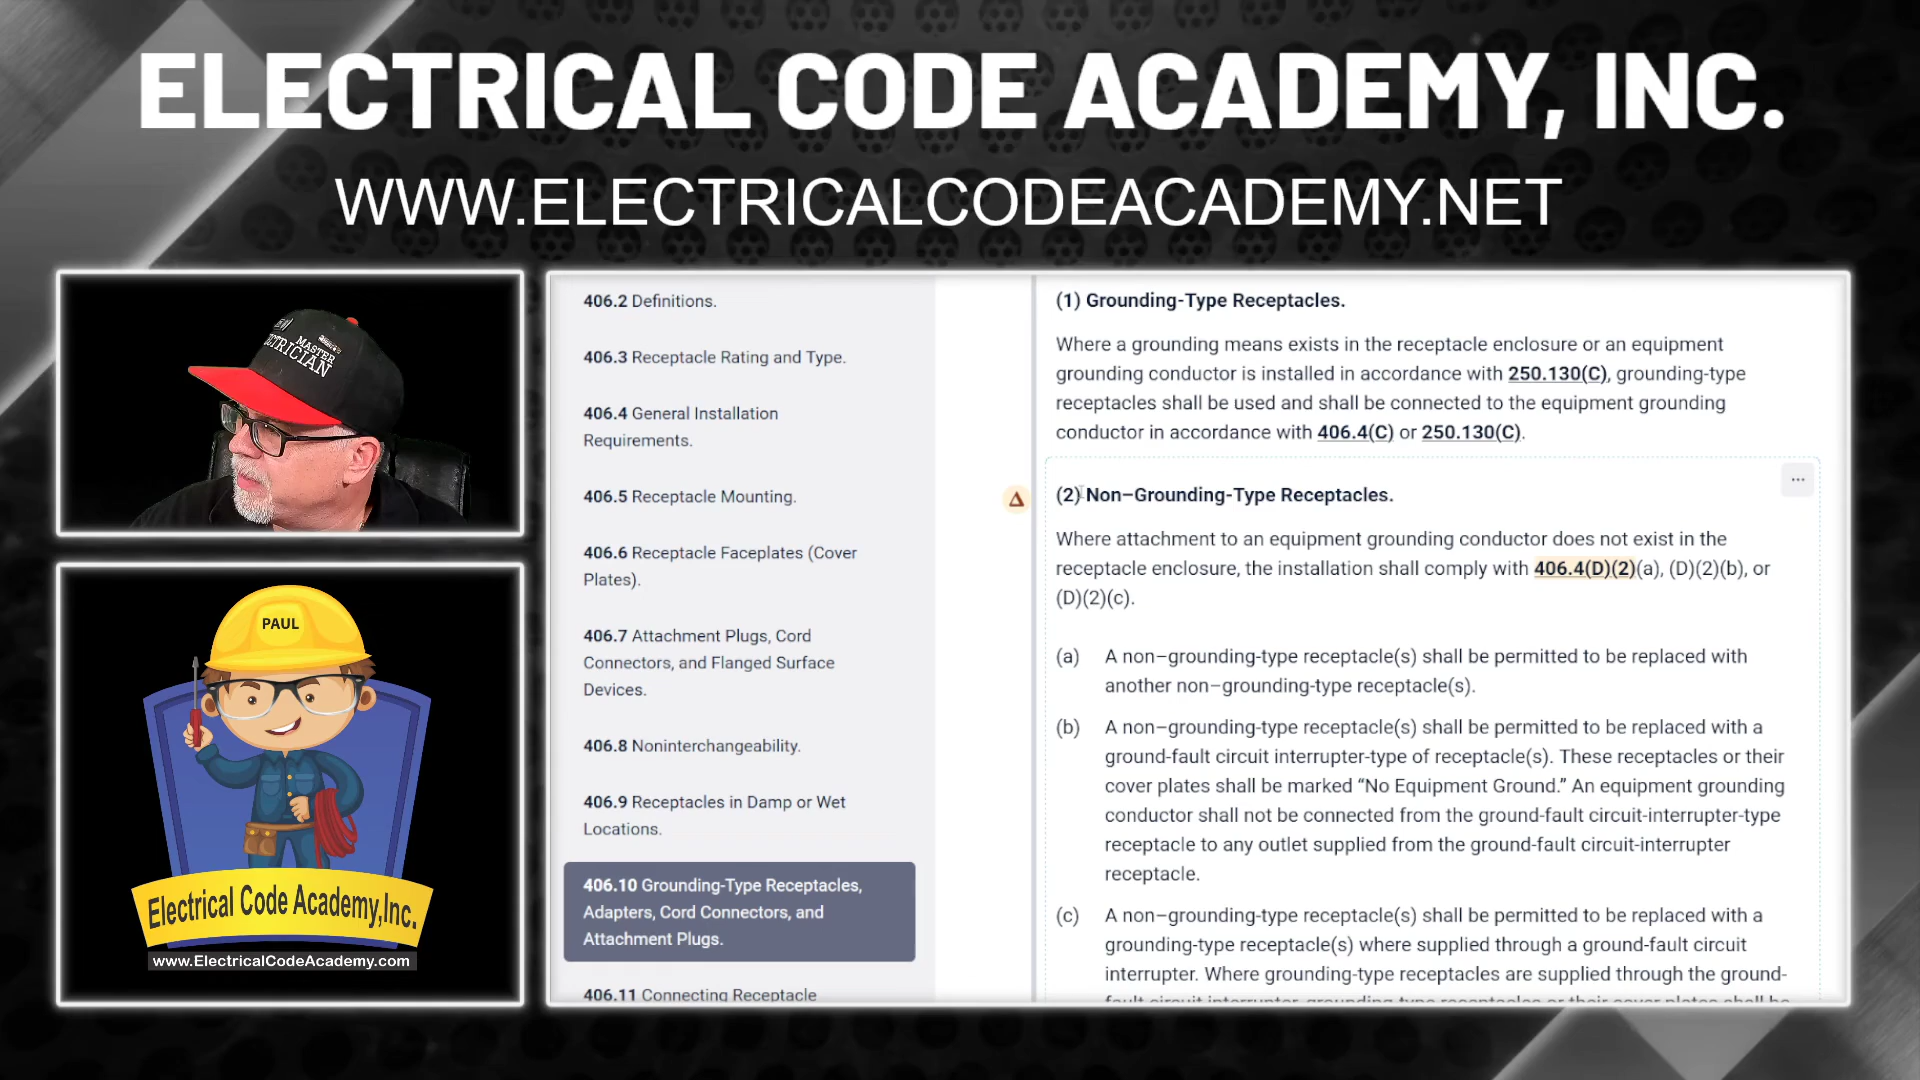 ELECTRICAL CODE ACADEMY, INC.
WWW.ELECTRICALCODEACADEMY.NET
MASTER
PAUL
Electrical Code Academy,Inc.
www.ElectricalCodeAcademy.com
406.2 Definitions.
406.3 Receptacle Rating and Type.
406.4 General Installation
Requirements.
406.5 Receptacle Mounting.
406.6 Receptacle Faceplates (Cover
Plates).
406.7 Attachment Plugs, Cord
Connectors, and Flanged Surface
Devices.
406.8 Noninterchangeability.
406.9 Receptacles in Damp or Wet
Locations.
406.10 Grounding-Type Receptacles,
Adapters, Cord Connectors, and
Attachment Plugs.
406.11 Connecting Receptacle
(1) Grounding-Type Receptacles.
Where a grounding means exists in the receptacle enclosure or an equipment
grounding conductor is installed in accordance with 250.130(C), grounding-type
receptacles shall be used and shall be connected to the equipment grounding
conductor in accordance with 406.4(C) or 250.130(C).
(2) Non–Grounding-Type Receptacles.
Where attachment to an equipment grounding conductor does not exist in the
receptacle enclosure, the installation shall comply with 406.4(D)(2)(a), (D)(2)(b), or
(D)(2)(c).
(a) A non–grounding-type receptacle(s) shall be permitted to be replaced with
another non–grounding-type receptacle(s).
(b) A non–grounding-type receptacle(s) shall be permitted to be replaced with a
ground-fault circuit interrupter-type of receptacle(s). These receptacles or their
cover plates shall be marked “No Equipment Ground.” An equipment grounding
conductor shall not be connected from the ground-fault circuit-interrupter-type
receptacle to any outlet supplied from the ground-fault circuit-interrupter
receptacle.
(c) A non–grounding-type receptacle(s) shall be permitted to be replaced with a
grounding-type receptacle(s) where supplied through a ground-fault circuit
interrupter. Where grounding-type receptacles are supplied through the ground-
fault circuit interrupter, grounding-type receptacles or their cover plates shall be